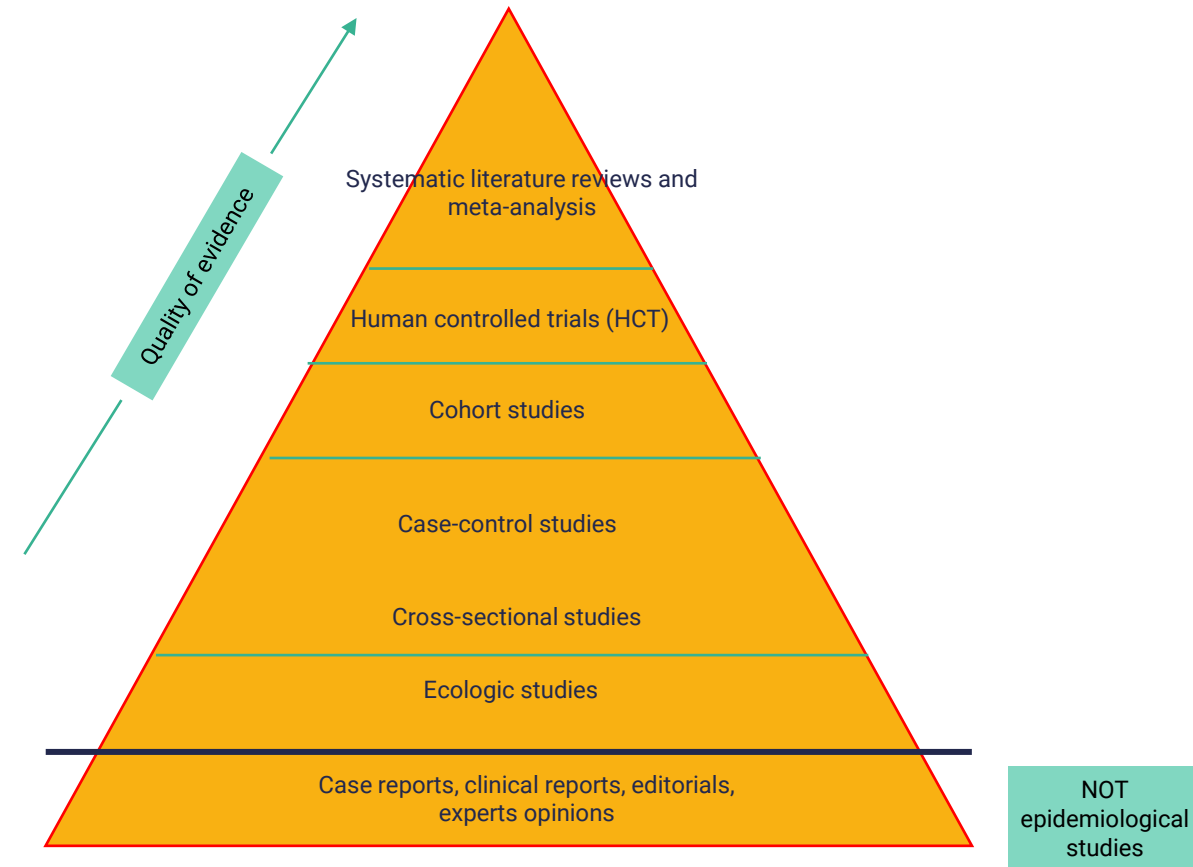 Quality of evidence
Systematic literature reviews and
meta-analysis
Human controlled trials (HCT)
Cohort studies
Case-control studies
Cross-sectional studies
Ecologic studies
Case reports, clinical reports, editorials,
experts opinions
NOT
epidemiological
studies